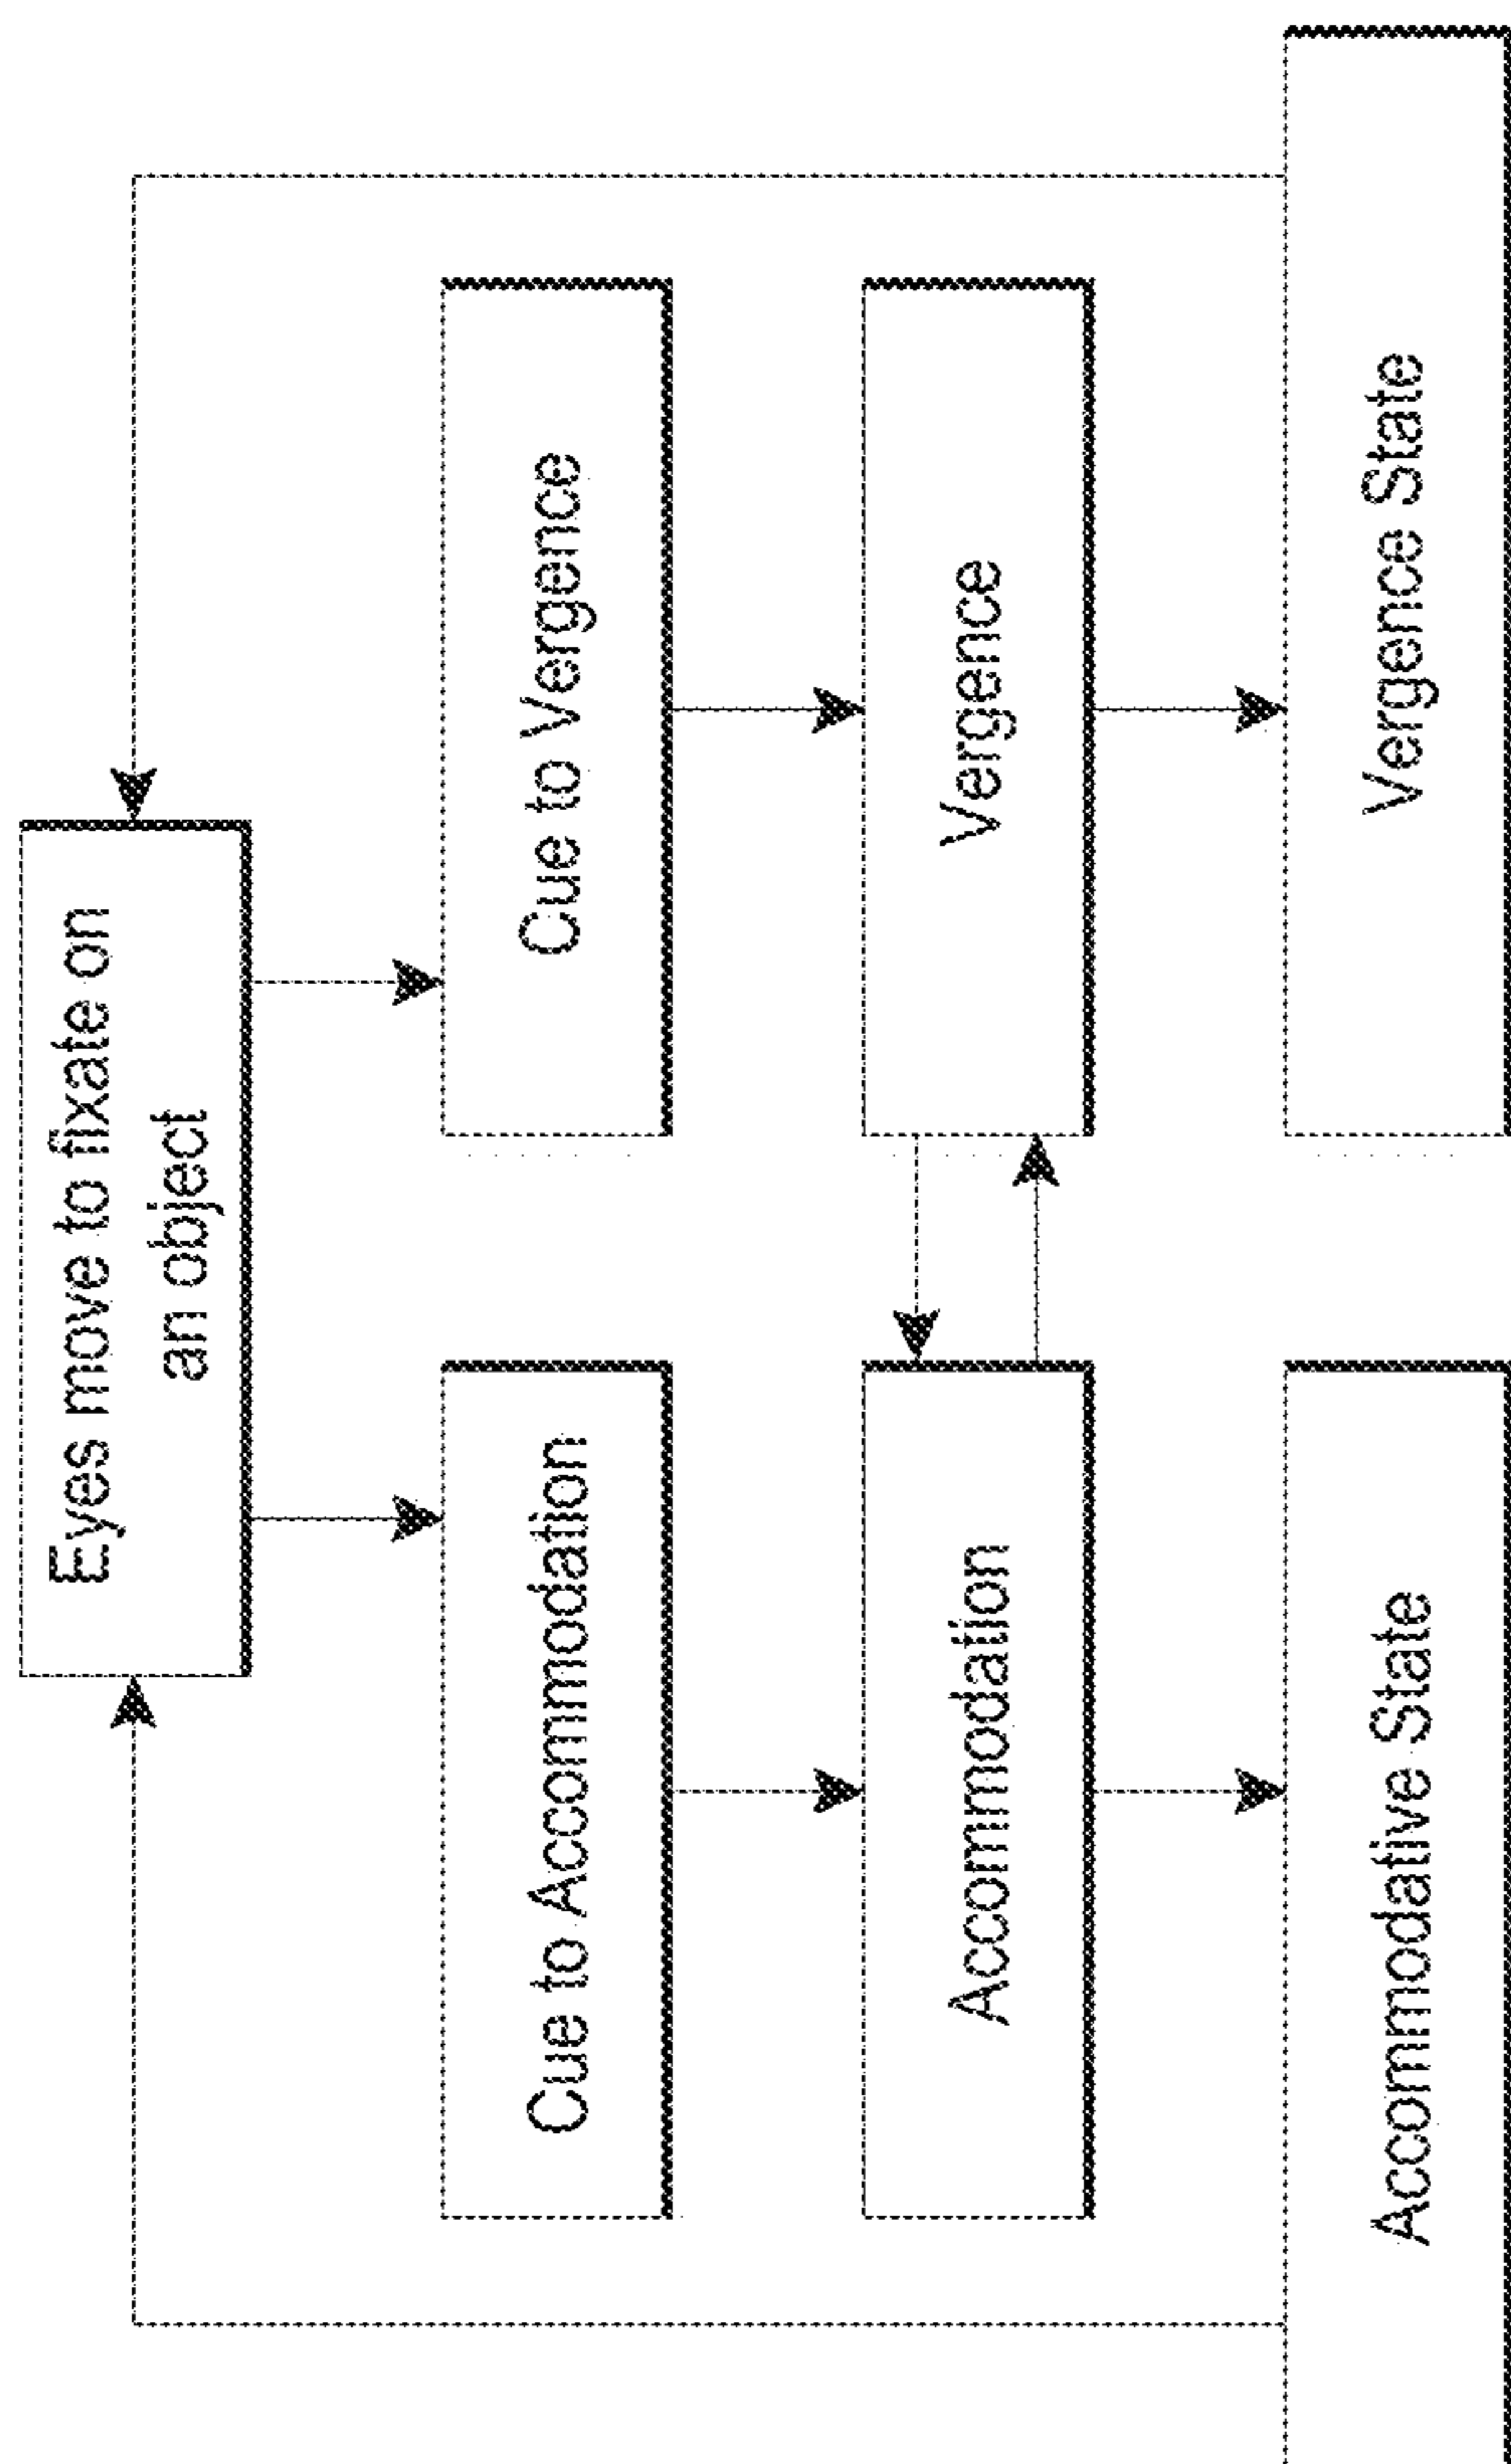 Eyes move to fixate on
an object
Cue to Accommodation
Cue to Vergence
Accommodation
Vergence
Accommodative State
Vergence State